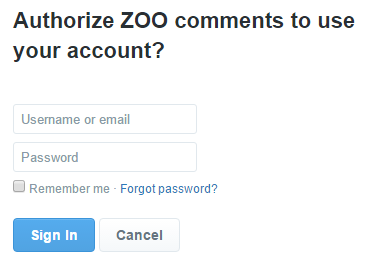 Authorize ZOO comments to use
your account?
Username or email
Password
Remember me · Forgot password?
Sign In Cancel